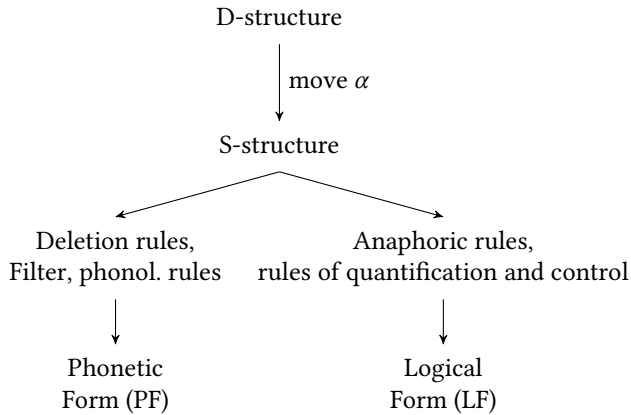 D-structure
move α
S-structure
Deletion rules,
Filter, phonol. rules
Anaphoric rules,
rules of quantification and control
Phonetic
Form (PF)
Logical
Form (LF)